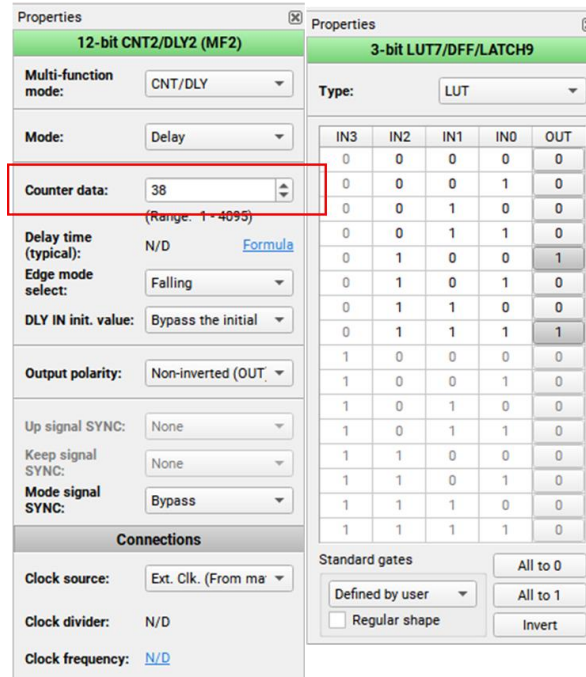 Properties
12-bit CNT2/DLY2 (MF2)
Multi-function
mode:
CNT/DLY
Mode:
Delay
Counter data:
38
(Range: 1 - 4095)
Delay time
(typical):
N/D
Formula
Edge mode
select:
Falling
DLY IN init. value:
Bypass the initial
Output polarity:
Non-inverted (OUT
Up signal SYNC:
None
Keep signal
SYNC:
None
Mode signal
SYNC:
Bypass
Connections
Clock source:
Ext. Clk. (From ma
Clock divider:
N/D
Clock frequency:
N/D
Properties
3-bit LUT7/DFF/LATCH9
Type:
LUT
IN3 IN2 IN1 IN0 OUT
0 0 0 0 0
0 0 0 1 0
0 0 1 0 0
0 0 1 1 0
0 1 0 0 1
0 1 0 1 0
0 1 1 0 0
0 1 1 1 1
1 0 0 0 0
1 0 0 1 0
1 0 1 0 0
1 0 1 1 0
1 1 0 0 0
1 1 0 1 0
1 1 1 0 0
1 1 1 1 0
Standard gates
Defined by user
Regular shape
All to 0
All to 1
Invert